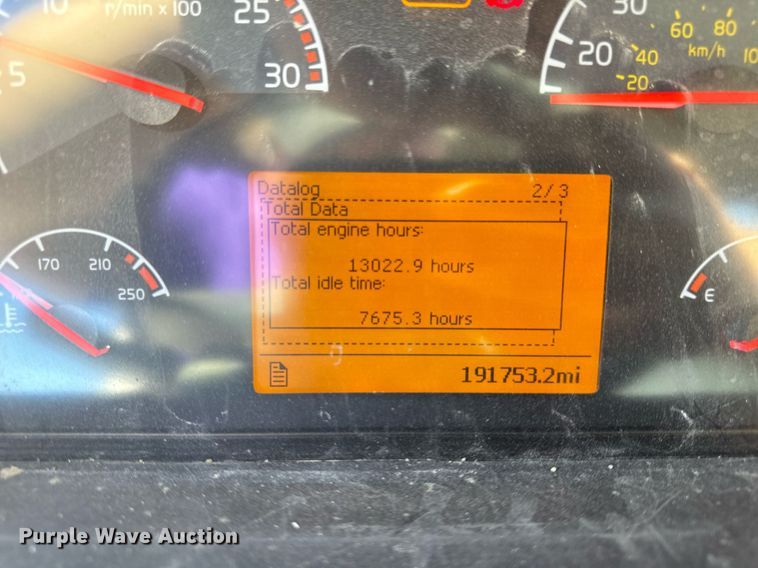 10 r/min x 100 25
30
5
30
20
60 80
km/h 10
40
20
Datalog 2/3
Total Data
Total engine hours:
13022.9 hours
Total idle time:
7675.3 hours
191753.2mi
170 210
250
E
Purple Wave Auction